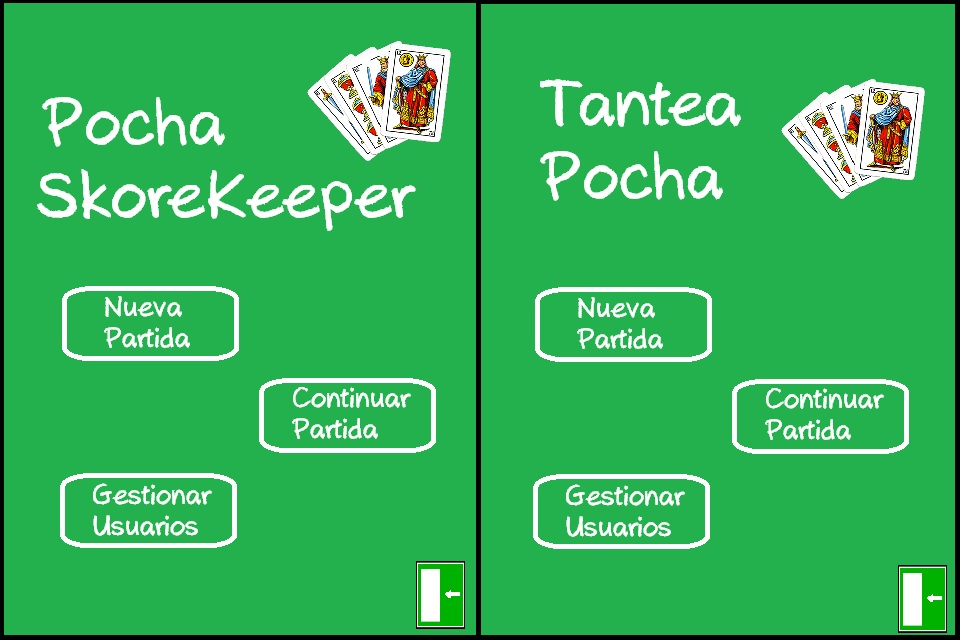 Pocha
SkoreKeeper
Nueva
Partida
Continuar
Partida
Gestionar
Usuarios
Tantea
Pocha
Nueva
Partida
Continuar
Partida
Gestionar
Usuarios